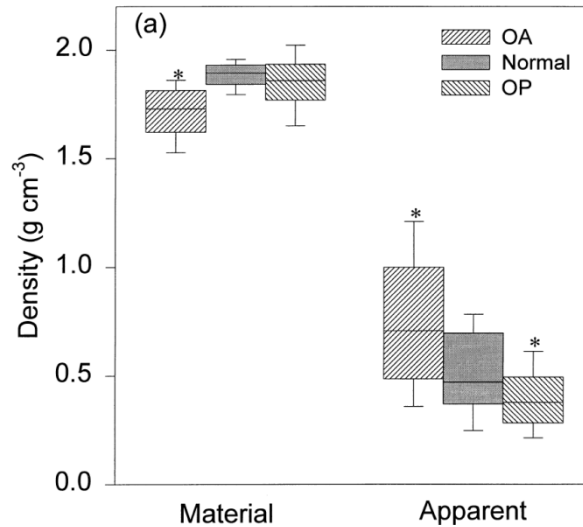 (a)
OA
Normal
OP
Density (g cm⁻³)
2.0
1.5
1.0
0.5
0.0
*
*
*
Material
Apparent